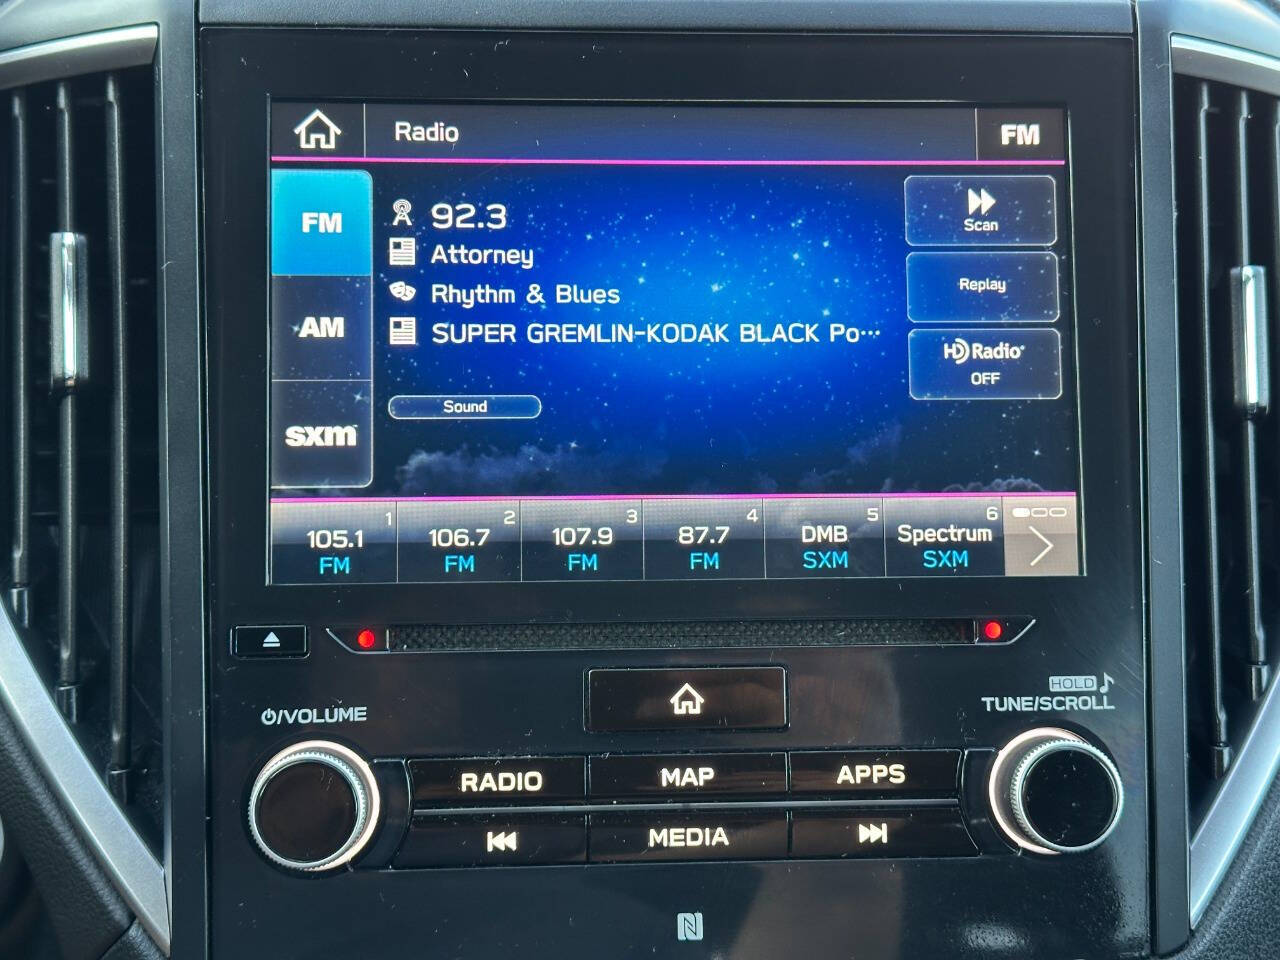 Radio
FM
FM
AM
sxm
92.3
Attorney
Rhythm & Blues
SUPER GREMLIN-KODAK BLACK Po···
Sound
Scan
Replay
HD Radio®
OFF
1
105.1
FM
2
106.7
FM
3
107.9
FM
4
87.7
FM
5
DMB
SXM
6
Spectrum
SXM
/VOLUME
HOLD
TUNE/SCROLL
RADIO
MAP
APPS
MEDIA
N